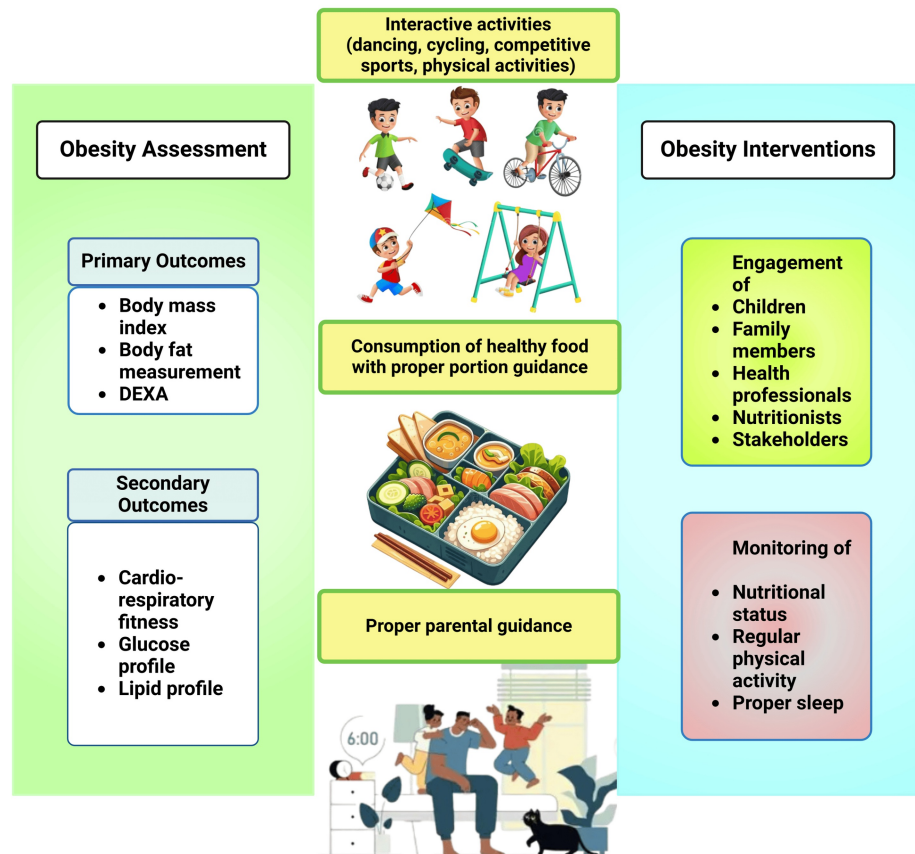 Interactive activities
(dancing, cycling, competitive
sports, physical activities)
Obesity Assessment
Primary Outcomes
• Body mass
index
• Body fat
measurement
• DEXA
Secondary
Outcomes
• Cardio-
respiratory
fitness
• Glucose
profile
• Lipid profile
Consumption of healthy food
with proper portion guidance
Proper parental guidance
6:00
Obesity Interventions
Engagement
of
• Children
• Family
members
• Health
professionals
• Nutritionists
• Stakeholders
Monitoring of
• Nutritional
status
• Regular
physical
activity
• Proper sleep